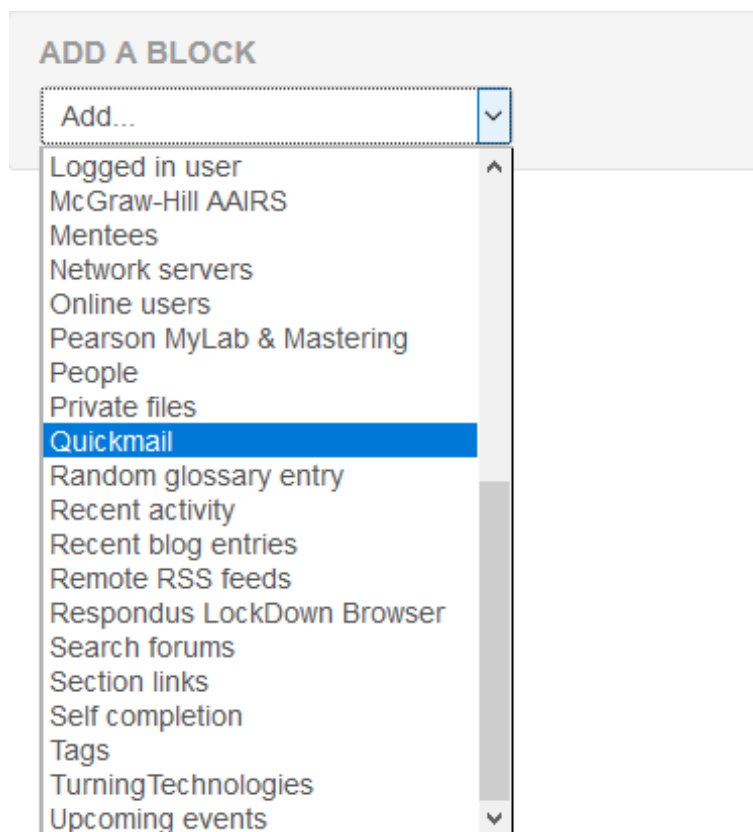 ADD A BLOCK
Add...
Logged in user
McGraw-Hill AAIRS
Mentees
Network servers
Online users
Pearson MyLab & Mastering
People
Private files
Quickmail
Random glossary entry
Recent activity
Recent blog entries
Remote RSS feeds
Respondus LockDown Browser
Search forums
Section links
Self completion
Tags
TurningTechnologies
Upcoming events